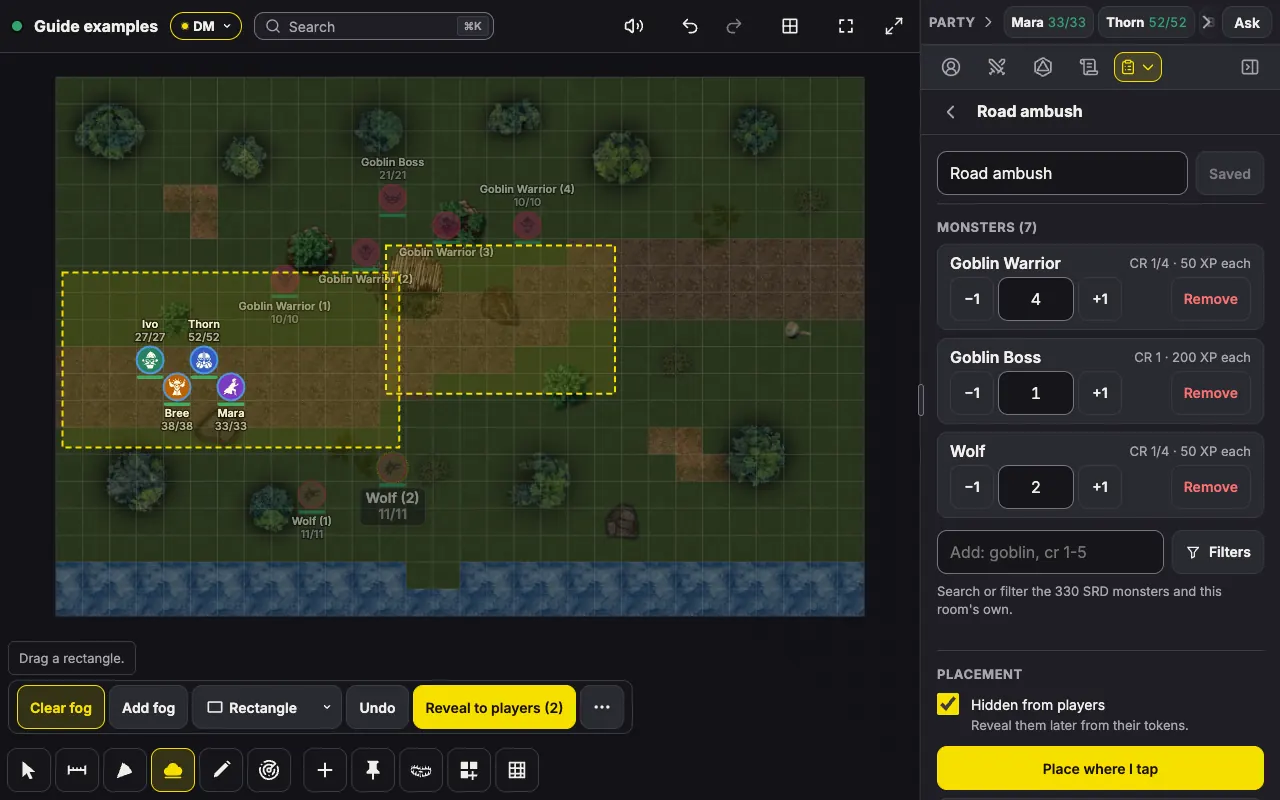 Guide examples
DM
Search
⌘K
PARTY
Mara 33/33
Thorn 52/52
Ask
Road ambush
Road ambush
Saved
MONSTERS (7)
Goblin Warrior
CR 1/4 · 50 XP each
−1
4
+1
Remove
Goblin Boss
CR 1 · 200 XP each
−1
1
+1
Remove
Wolf
CR 1/4 · 50 XP each
−1
2
+1
Remove
Add: goblin, cr 1-5
Filters
Search or filter the 330 SRD monsters and this
room's own.
PLACEMENT
Hidden from players
Reveal them later from their tokens.
Place where I tap
Goblin Boss
21/21
Goblin Warrior (4)
10/10
Goblin Warrior (3)
Goblin Warrior (2)
Goblin Warrior (1)
10/10
Ivo
27/27
Thorn
52/52
Bree
38/38
Mara
33/33
Wolf (2)
11/11
Wolf (1)
11/11
Drag a rectangle.
Clear fog
Add fog
Rectangle
Undo
Reveal to players (2)